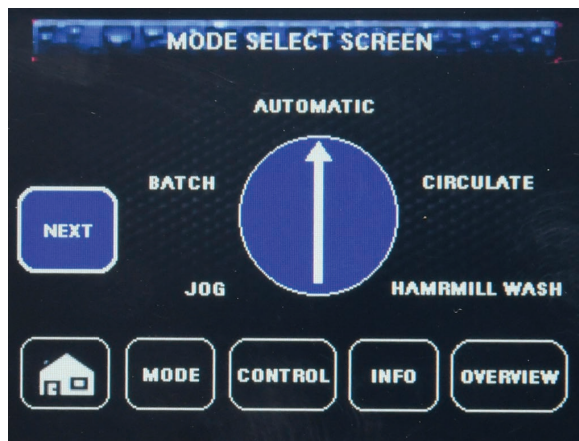 MODE SELECT SCREEN
AUTOMATIC
BATCH
CIRCULATE
NEXT
JOG
HAMRMILL WASH
MODE
CONTROL
INFO
OVERVIEW